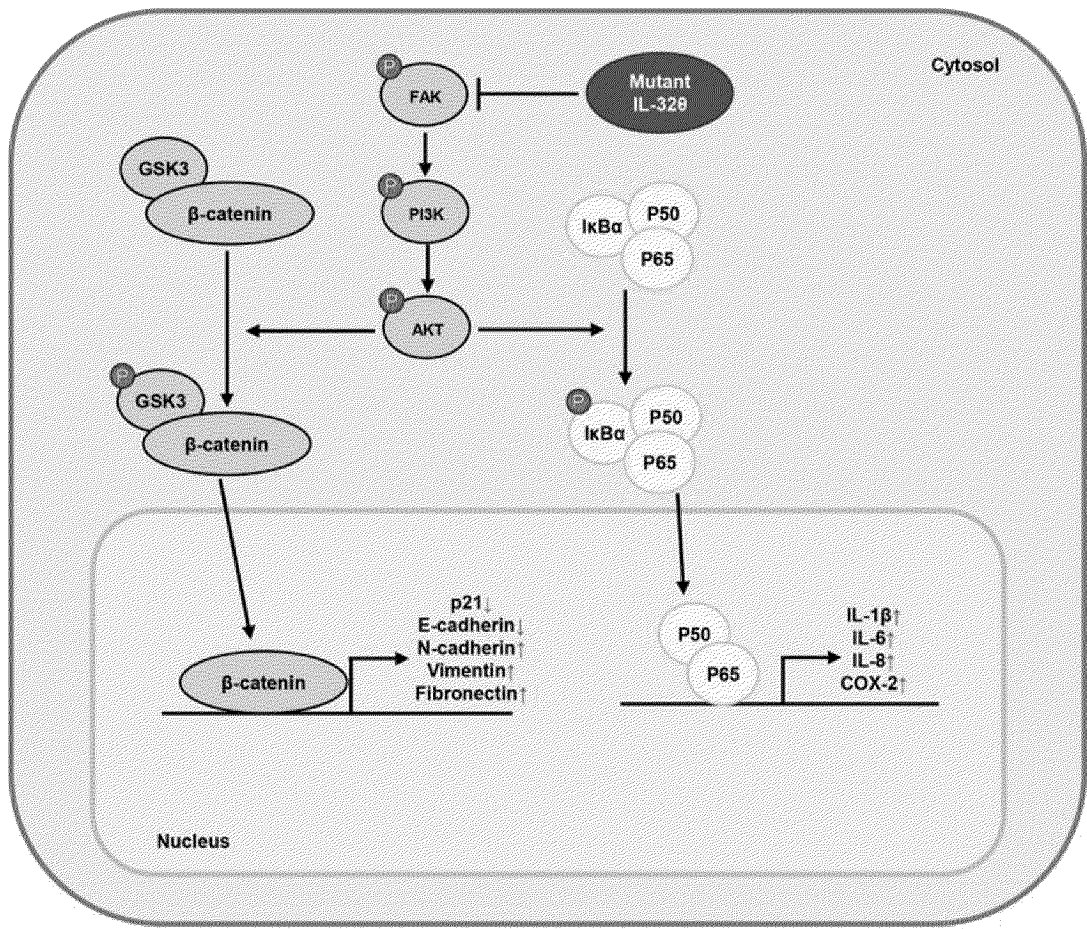 Cytosol
P
FAK
Mutant
IL-32θ
GSK3
β-catenin
P
PI3K
IκBα
P50
P65
P
AKT
P
GSK3
β-catenin
P
IκBα
P50
P65
p21↓
E-cadherin↓
N-cadherin↑
Vimentin↑
Fibronectin↑
β-catenin
P50
P65
IL-1β↑
IL-6↑
IL-8↑
COX-2↑
Nucleus